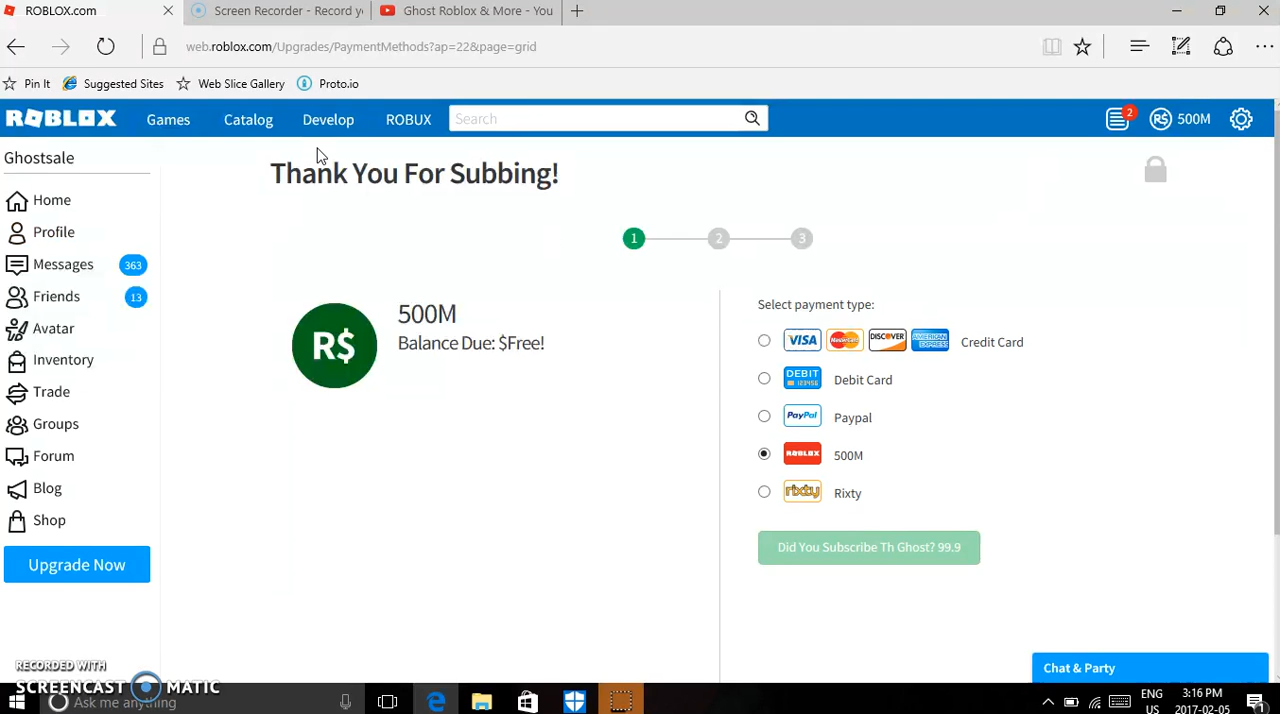 ROBLOX.com
Screen Recorder - Record y
Ghost Roblox & More - You
web.roblox.com/Upgrades/PaymentMethods?ap=22&page=grid
Pin It
Suggested Sites
Web Slice Gallery
Proto.io
ROBLOX
Games
Catalog
Develop
ROBUX
Search
2
R$
500M
Ghostsale
Home
Profile
Messages
363
Friends
13
Avatar
Inventory
Trade
Groups
Forum
Blog
Shop
Upgrade Now
Thank You For Subbing!
1
2
3
R$
500M
Balance Due: $Free!
Select payment type:
VISA MasterCard DISCOVER AMERICAN EXPRESS Credit Card
DEBIT 123456 Debit Card
PayPal Paypal
ROBLOX 500M
rixty Rixty
Did You Subscribe Th Ghost? 99.9
Chat & Party
RECORDED WITH
SCREENCAST MATIC
Ask me anything
ENG
US
3:16 PM
2017-02-05
1